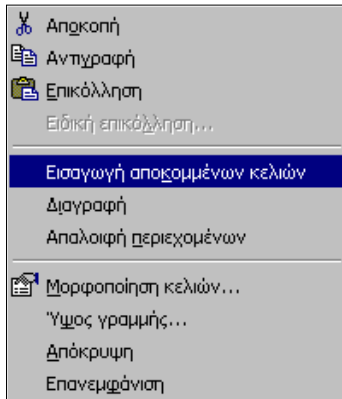 Αποκοπή
Αντιγραφή
Επικόλληση
Ειδική επικόλληση...
Εισαγωγή αποκομμένων κελιών
Διαγραφή
Απαλοιφή περιεχομένων
Μορφοποίηση κελιών...
Ύψος γραμμής...
Απόκρυψη
Επανεμφάνιση